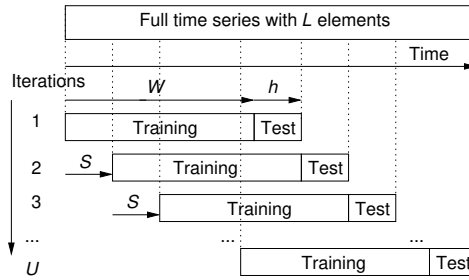 Full time series with L elements
Time
Iterations
W h
1 Training Test
2 S Training Test
3 S Training Test
... ... ...
U Training Test